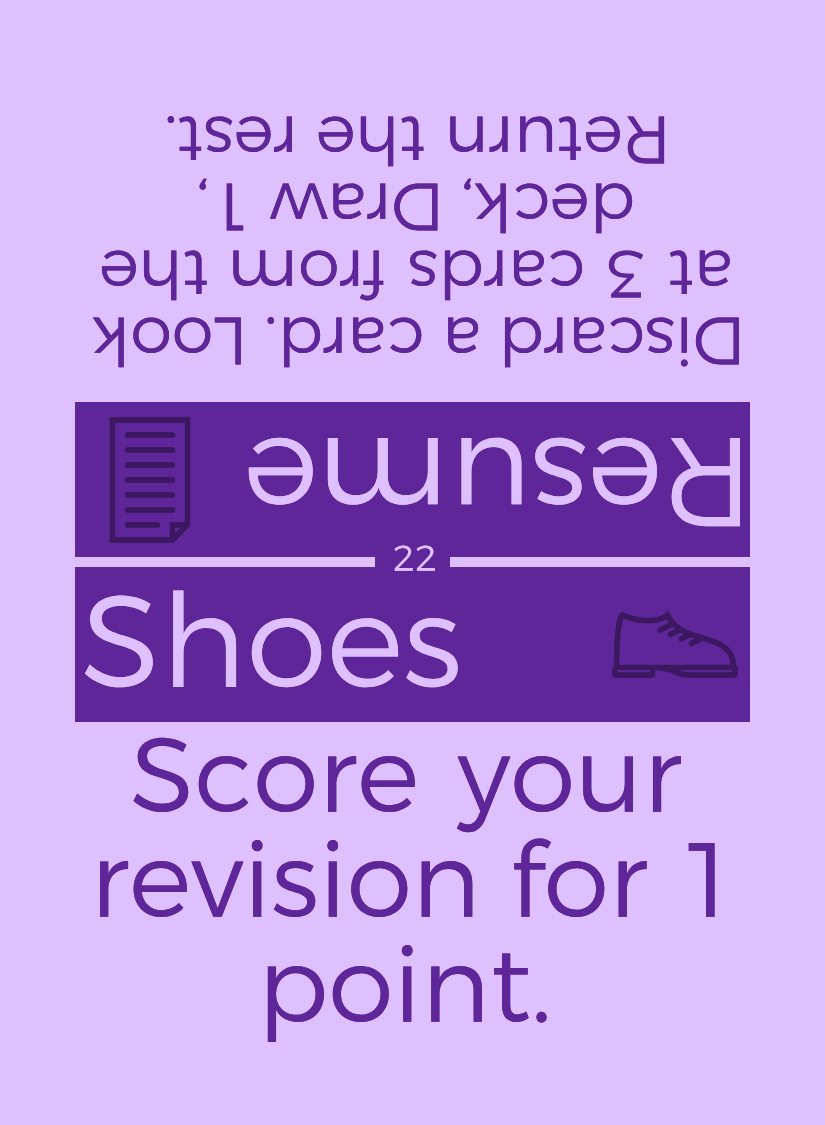 Discard a card. Look
at 3 cards from the
deck, Draw 1,
Return the rest.
Resume
22
Shoes
Score your
revision for 1
point.